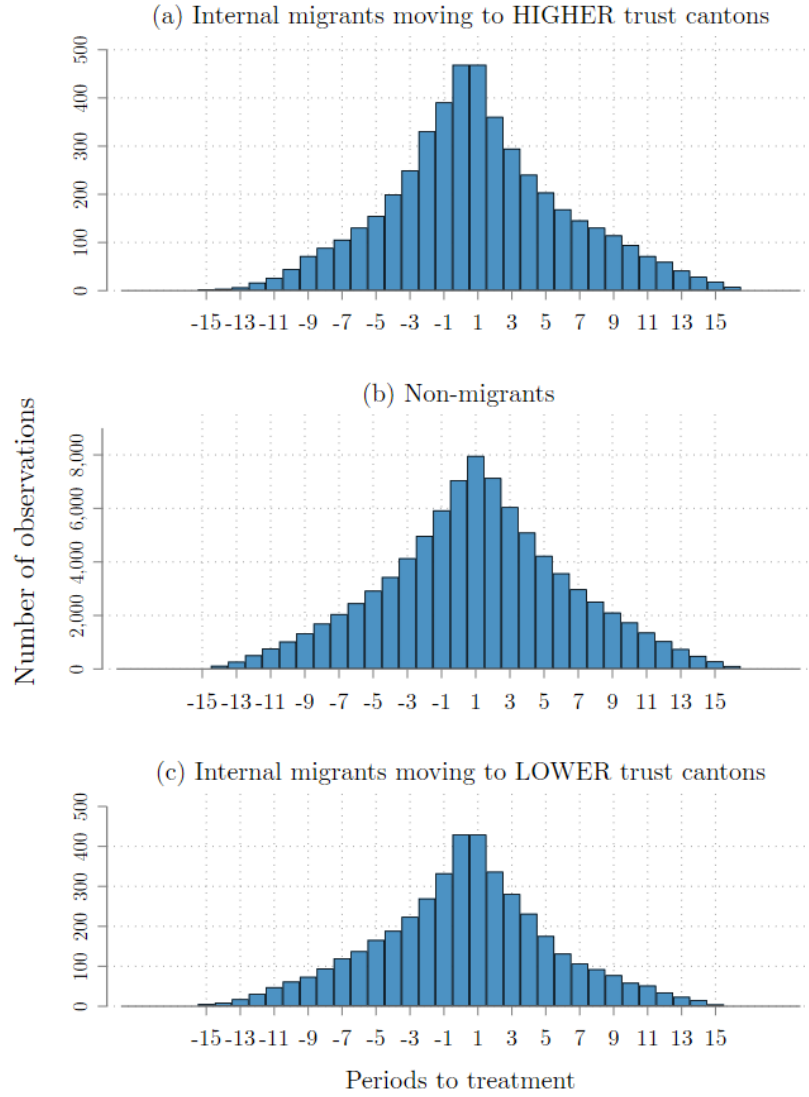 (a) Internal migrants moving to HIGHER trust cantons
500
400
300
200
100
0
-15 -13 -11 -9 -7 -5 -3 -1 1 3 5 7 9 11 13 15
Number of observations
(b) Non-migrants
8,000
6,000
4,000
2,000
0
-15 -13 -11 -9 -7 -5 -3 -1 1 3 5 7 9 11 13 15
(c) Internal migrants moving to LOWER trust cantons
500
400
300
200
100
0
-15 -13 -11 -9 -7 -5 -3 -1 1 3 5 7 9 11 13 15
Periods to treatment